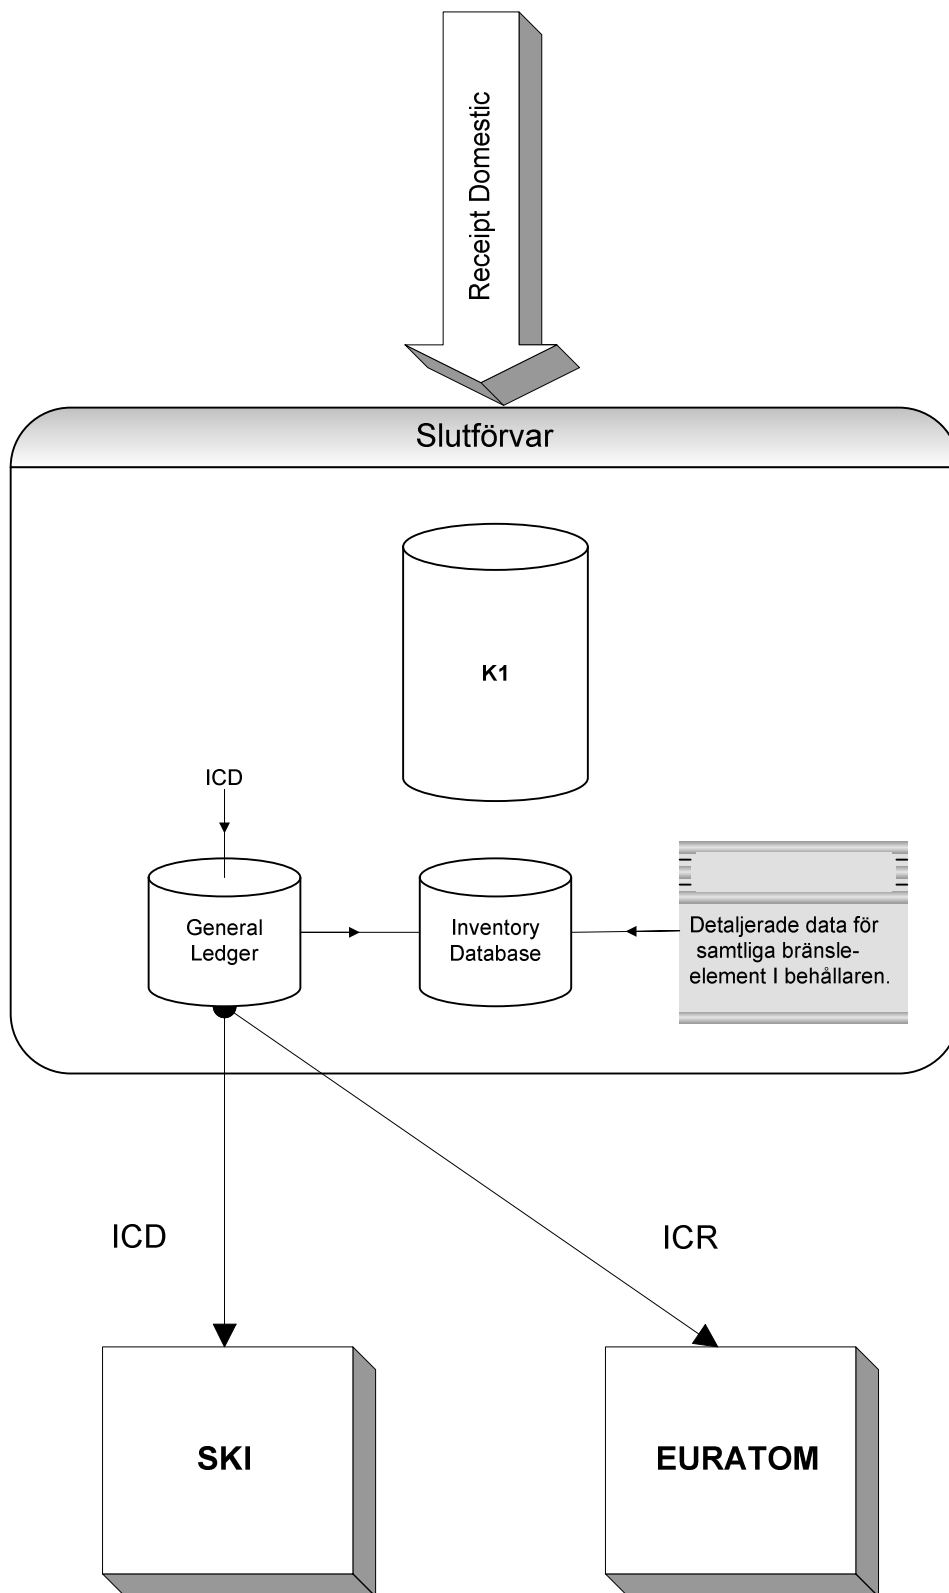 Receipt Domestic
Slutförvar
K1
ICD
General
Ledger
Inventory
Database
Detaljerade data för
samtliga bränsle-
element I behållaren.
ICD
ICR
SKI
EURATOM